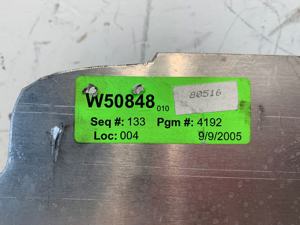 W50848 010 80516
Seq #: 133 Pgm #: 4192
Loc: 004 9/9/2005